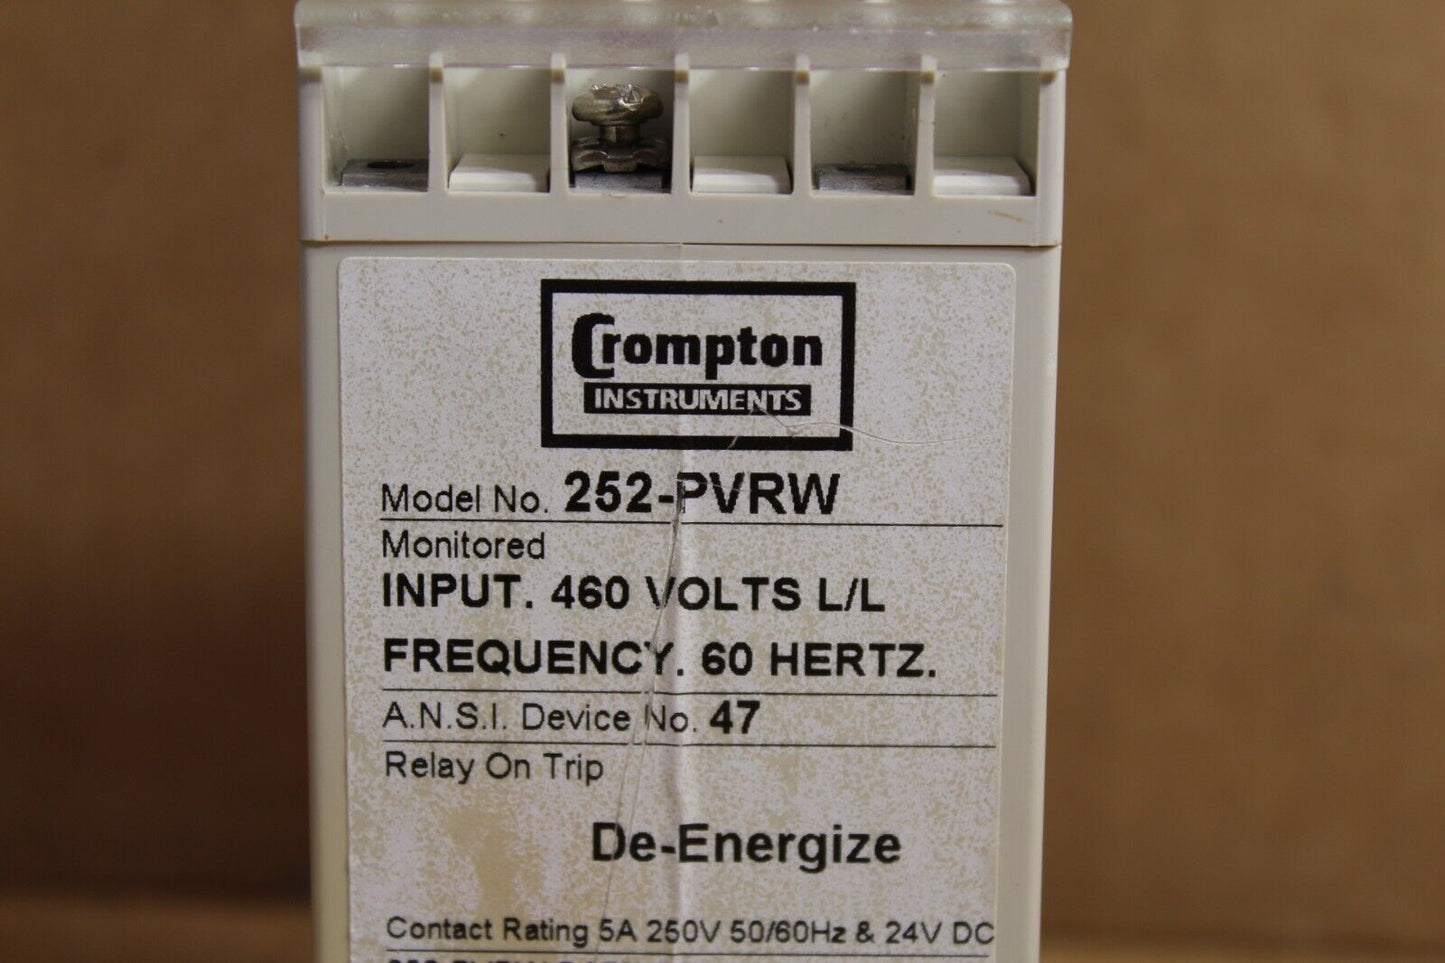 Crompton
INSTRUMENTS
Model No. 252-PVRW
Monitored
INPUT. 460 VOLTS L/L
FREQUENCY. 60 HERTZ.
A.N.S.I. Device No. 47
Relay On Trip
De-Energize
Contact Rating 5A 250V 50/60Hz & 24V DC